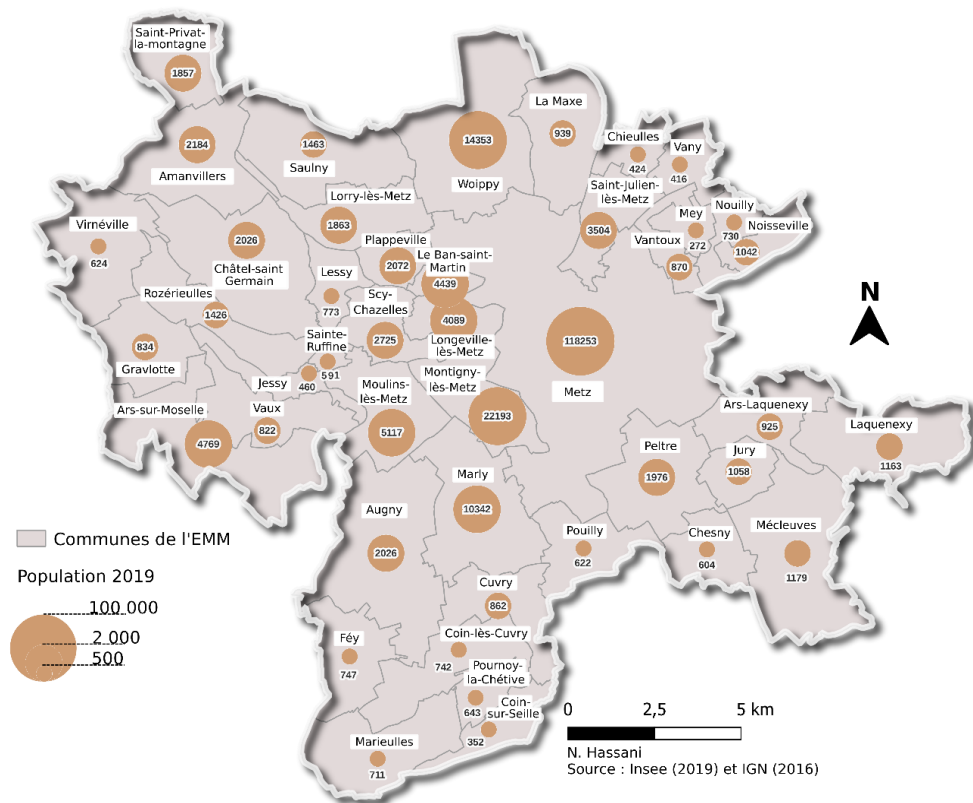 Saint-Privat-
la-montagne
1857
La Maxe
939
14353
Woippy
2184
Amanvillers
1463
Saulny
Chieulles
424
Vany
416
Saint-Julien-
lès-Metz
3504
Lorry-lès-Metz
1863
Mey
272
Nouilly
730
Noisseville
1042
Vantoux
870
Virnéville
624
2026
Châtel-saint
Germain
Plappeville
2072
Le Ban-saint-
Martin
4439
Lessy
773
Rozérieulles
1426
Scy-
Chazelles
2725
4089
Longeville-
lès-Metz
118253
Metz
834
Gravlotte
Sainte-
Ruffine
591
Jessy
460
Moulins-
lès-Metz
5117
Montigny-
lès-Metz
22193
Ars-sur-Moselle
4769
Vaux
822
Ars-Laquenexy
925
Laquenexy
1163
Peltre
1976
Jury
1058
Marly
10342
Augny
2026
Pouilly
622
Chesny
604
Mécleuves
1179
Cuvry
862
Féy
747
Coin-lès-Cuvry
742
Pournoy-
la-Chétive
643
Coin-
sur-Seille
352
Marieulles
711
N
Communes de l'EMM
Population 2019
100 000
2 000
500
0 2,5 5 km
N. Hassani
Source : Insee (2019) et IGN (2016)